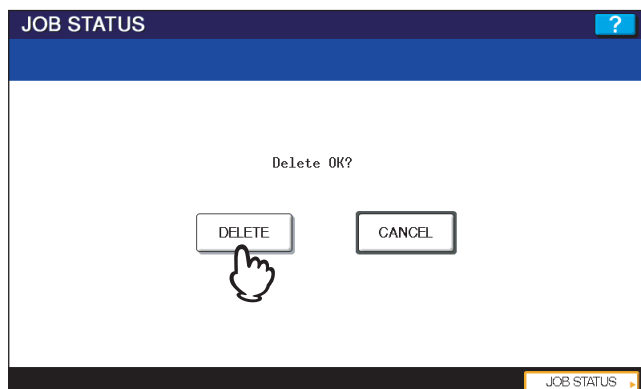 JOB STATUS ?
Delete OK?
DELETE CANCEL
JOB STATUS